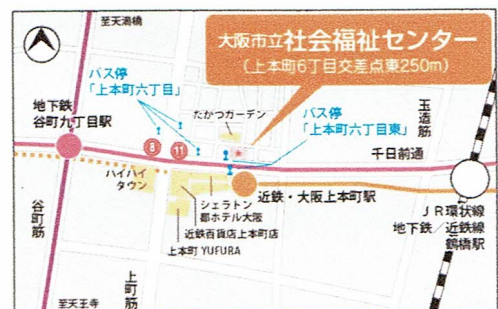 至天満橋
大阪市立社会福祉センター
(上本町6丁目交差点東250m)
バス停
「上本町六丁目」
たかつガーデン
バス停
「上本町六丁目東」
玉造筋
地下鉄
谷町九丁目駅
8
11
千日前通
ハイハイ
タウン
シェラトン
都ホテル大阪
近鉄・大阪上本町駅
近鉄百貨店上本町店
上本町 YUFURA
JR環状線
地下鉄/近鉄線
鶴橋駅
谷町筋
上町筋
至天王寺